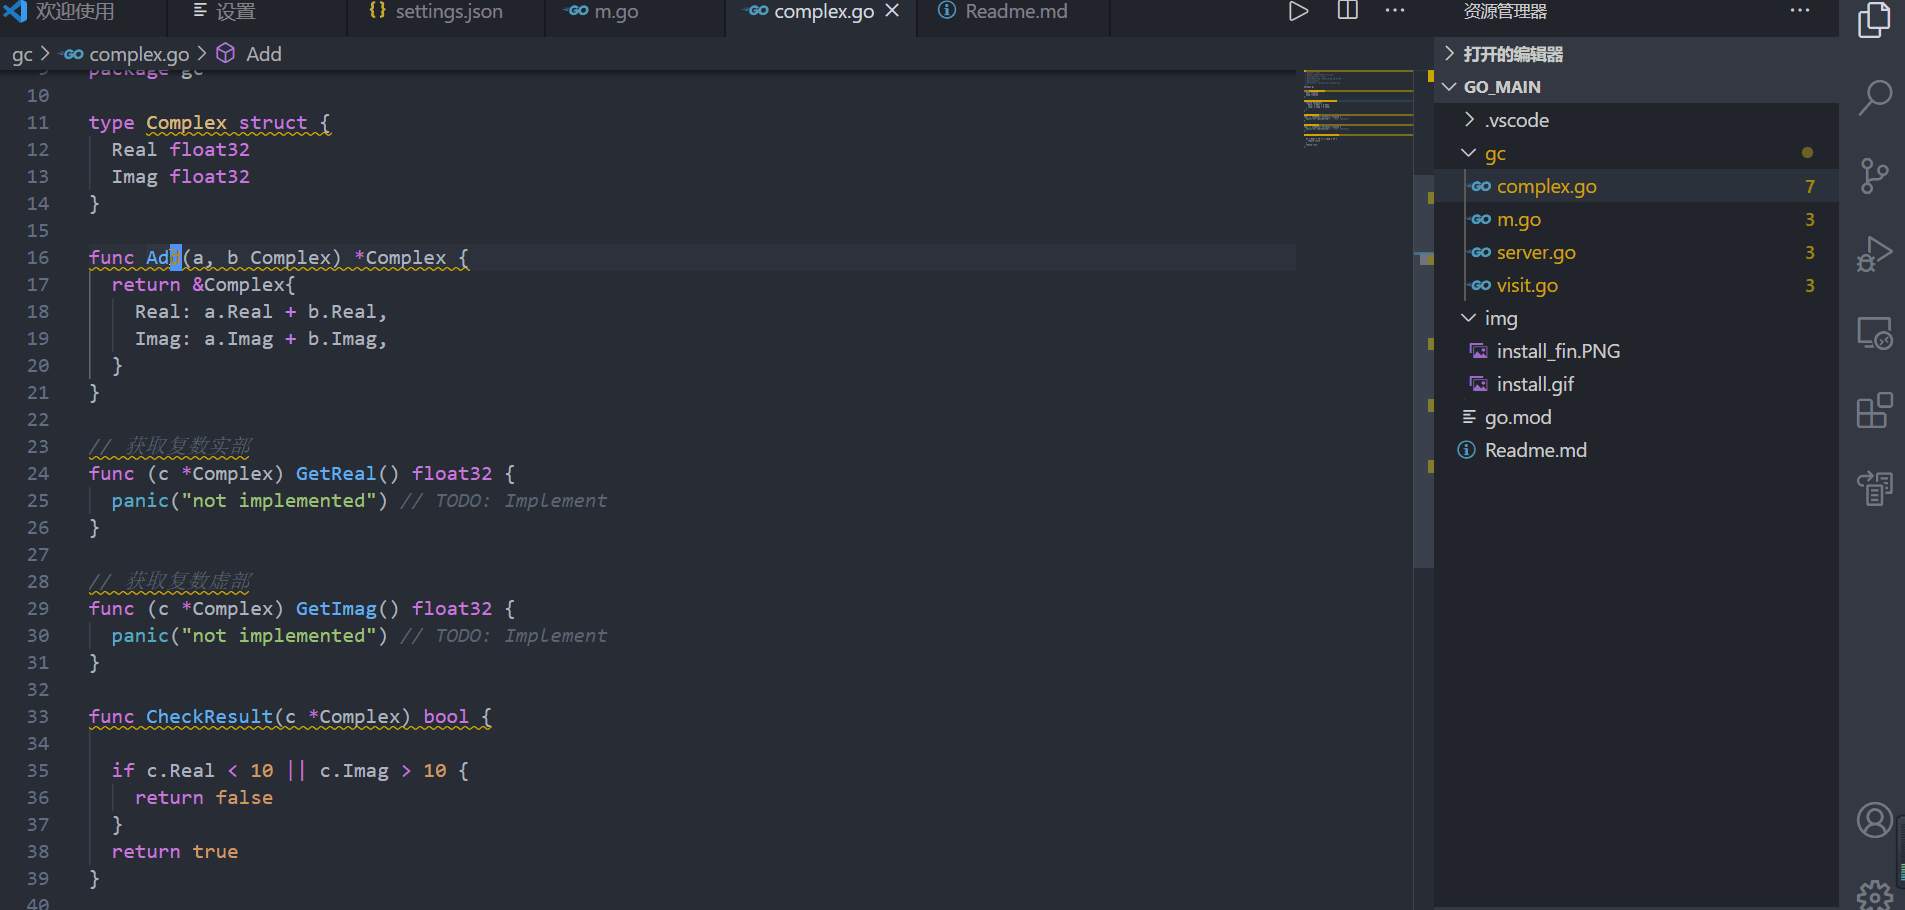 欢迎使用 设置 settings.json m.go complex.go Readme.md
gc complex.go Add
9 package gc
10
11 type Complex struct {
12 Real float32
13 Imag float32
14 }
15
16 func Add(a, b Complex) *Complex {
17 return &Complex{
18 Real: a.Real + b.Real,
19 Imag: a.Imag + b.Imag,
20 }
21 }
22
23 // 获取复数实部
24 func (c *Complex) GetReal() float32 {
25 panic("not implemented") // TODO: Implement
26 }
27
28 // 获取复数虚部
29 func (c *Complex) GetImag() float32 {
30 panic("not implemented") // TODO: Implement
31 }
32
33 func CheckResult(c *Complex) bool {
34
35 if c.Real < 10 || c.Imag > 10 {
36 return false
37 }
38 return true
39 }
40
资源管理器
打开的编辑器
GO_MAIN
.vscode
gc
GO complex.go 7
GO m.go 3
GO server.go 3
GO visit.go 3
img
install_fin.PNG
install.gif
go.mod
Readme.md